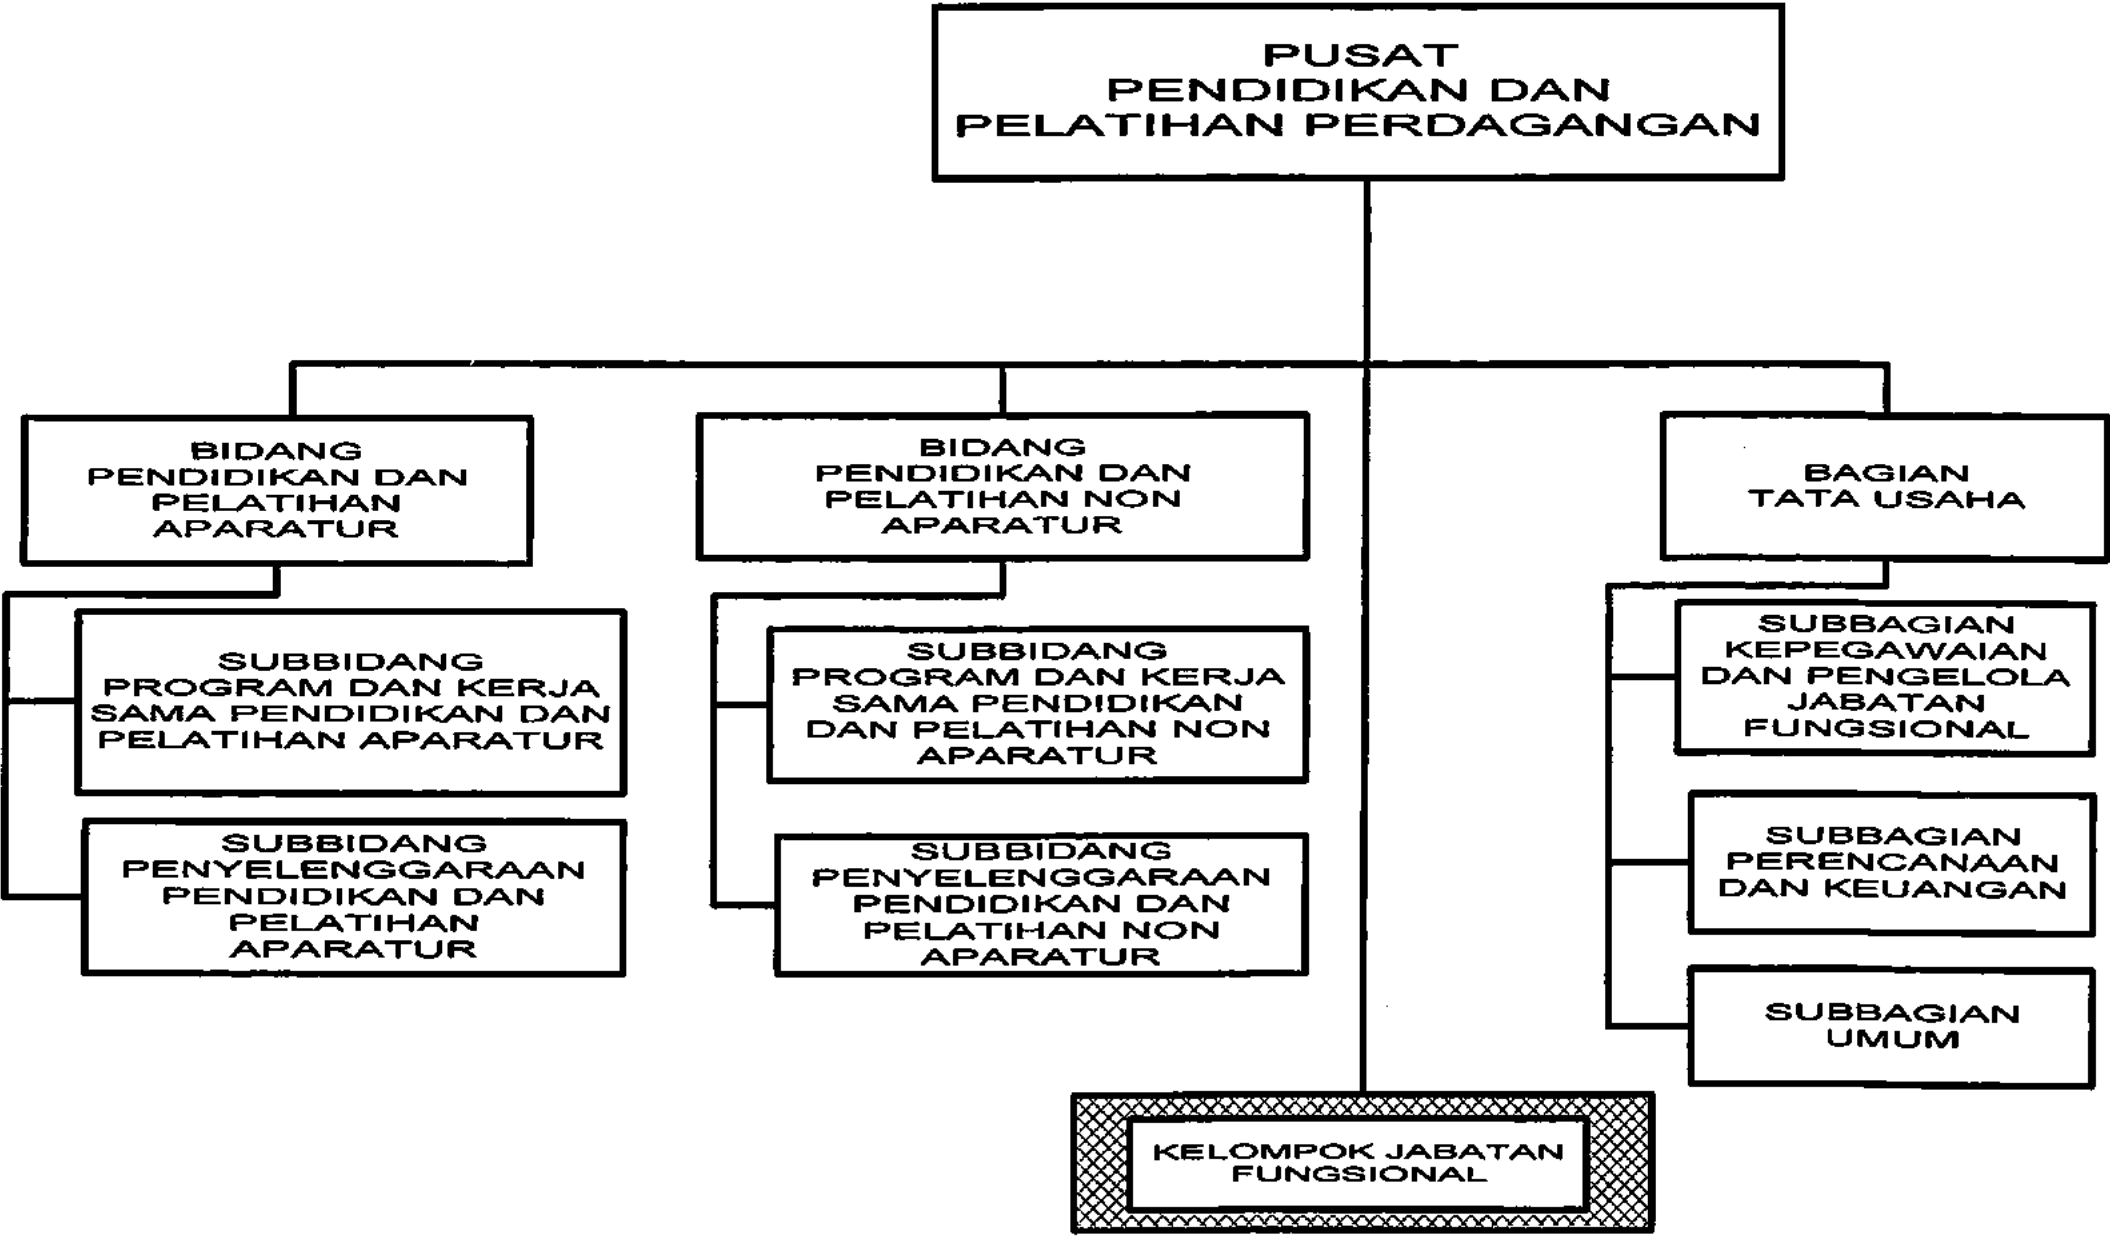 PUSAT
PENDIDIKAN DAN
PELATIHAN PERDAGANGAN
BIDANG
PENDIDIKAN DAN
PELATIHAN
APARATUR
BIDANG
PENDIDIKAN DAN
PELATIHAN NON
APARATUR
BAGIAN
TATA USAHA
SUBBIDANG
PROGRAM DAN KERJA
SAMA PENDIDIKAN DAN
PELATIHAN APARATUR
SUBBIDANG
PENYELENGGARAAN
PENDIDIKAN DAN
PELATIHAN
APARATUR
SUBBIDANG
PROGRAM DAN KERJA
SAMA PENDIDIKAN
DAN PELATIHAN NON
APARATUR
SUBBIDANG
PENYELENGGARAAN
PENDIDIKAN DAN
PELATIHAN NON
APARATUR
SUBBAGIAN
KEPEGAWAIAN
DAN PENGELOLA
JABATAN
FUNGSIONAL
SUBBAGIAN
PERENCANAAN
DAN KEUANGAN
SUBBAGIAN
UMUM
KELOMPOK JABATAN
FUNGSIONAL